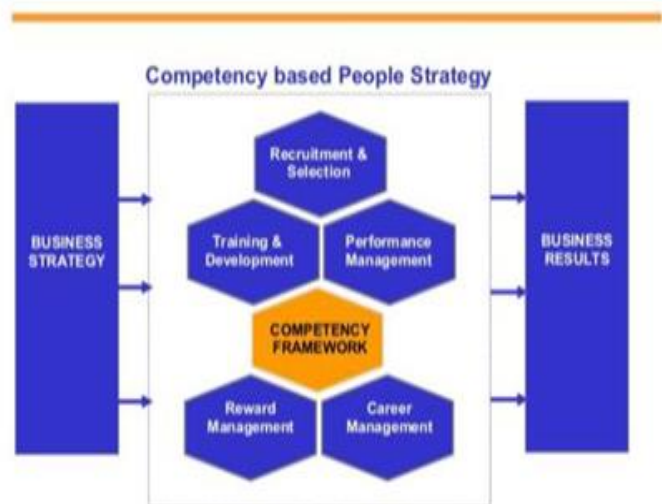 Competency based People Strategy
Recruitment &
Selection
BUSINESS
STRATEGY
Training &
Development
Performance
Management
BUSINESS
RESULTS
COMPETENCY
FRAMEWORK
Reward
Management
Career
Management